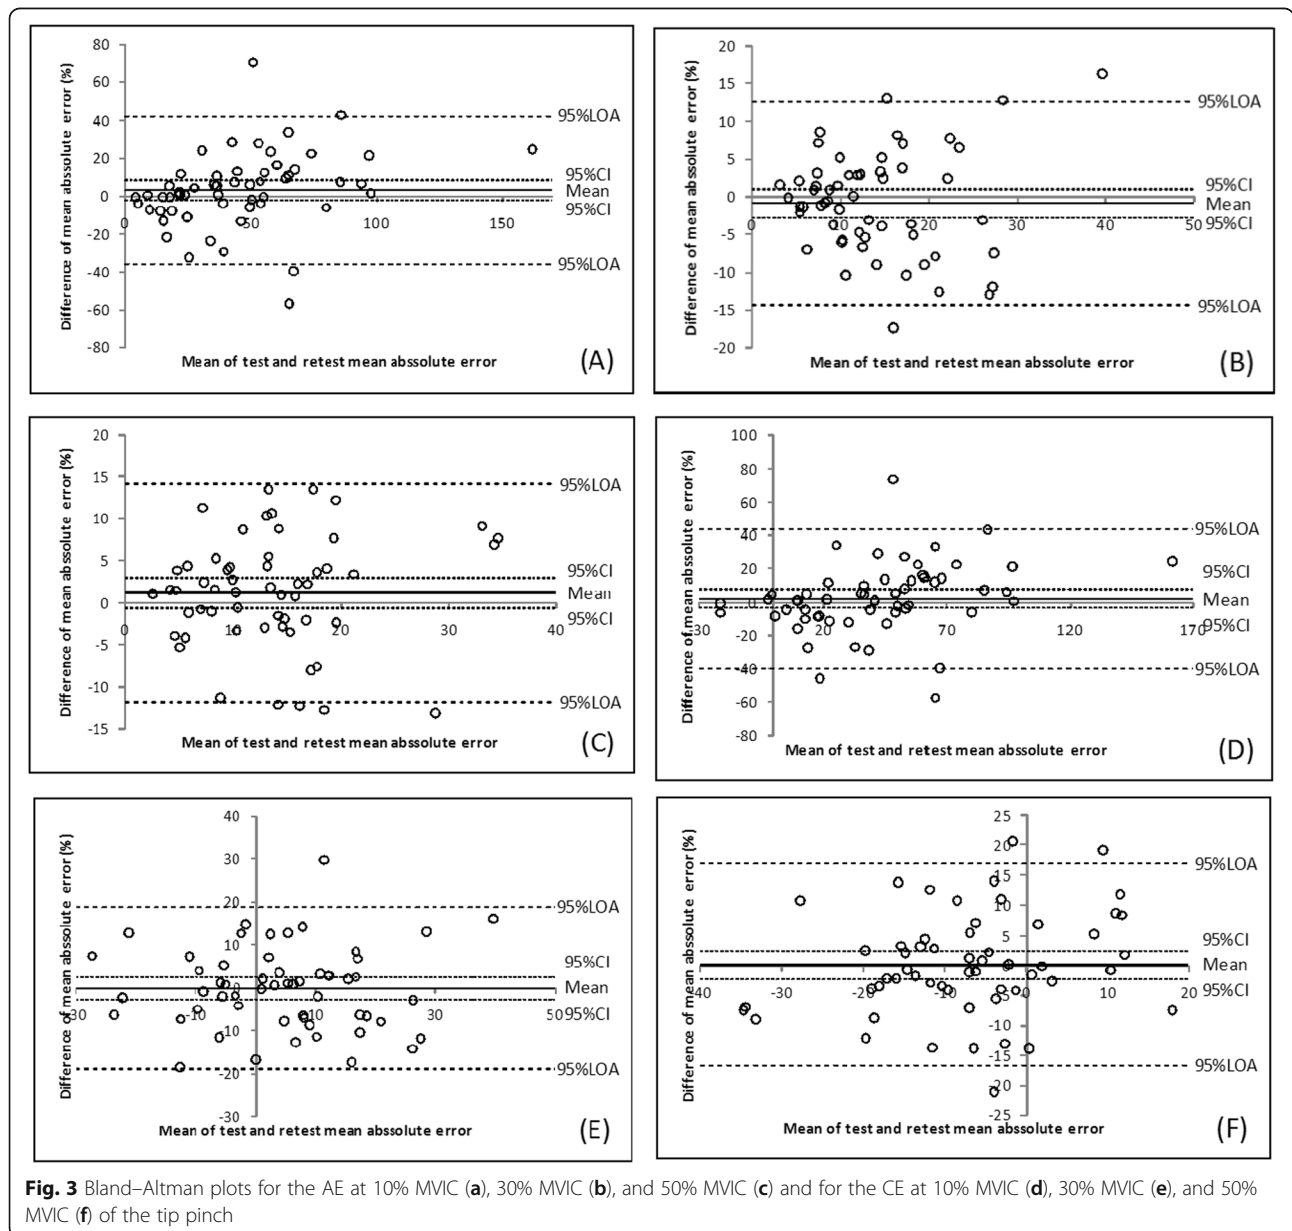 80
60
40
20
0
-20
-40
-60
-80
50
100
150
Difference of mean abssolute error (%)
95%LOA
95%CI
Mean
95%CI
95%LOA
Mean of test and retest mean abssolute error
(A)
20
15
10
5
0
-5
-10
-15
-20
0
10
20
30
40
50
Difference of mean abssolute error (%)
95%LOA
95%CI
Mean
95%CI
95%LOA
Mean of test and retest mean abssolute error
(B)
20
15
10
5
0
-5
-10
-15
0
10
20
30
40
Difference of mean abssolute error (%)
95%LOA
95%CI
Mean
95%CI
95%LOA
Mean of test and retest mean abssolute error
(C)
100
80
60
40
20
0
-20
-40
-60
-80
-30
20
70
120
170
Difference of mean abssolute error (%)
95%LOA
95%CI
Mean
95%CI
95%LOA
Mean of test and retest mean abssolute error
(D)
40
30
20
10
0
-10
-20
-30
-30
-10
10
30
50
Difference of mean abssolute error (%)
95%LOA
95%CI
Mean
95%CI
95%LOA
Mean of test and retest mean abssolute error
(E)
25
20
15
10
5
0
-5
-10
-15
-20
-25
-40
-30
-20
-10
0
10
20
Difference of mean abssolute error (%)
95%LOA
95%CI
Mean
95%CI
95%LOA
Mean of test and retest mean abssolute error
(F)
Fig. 3 Bland–Altman plots for the AE at 10% MVIC (a), 30% MVIC (b), and 50% MVIC (c) and for the CE at 10% MVIC (d), 30% MVIC (e), and 50%
MVIC (f) of the tip pinch